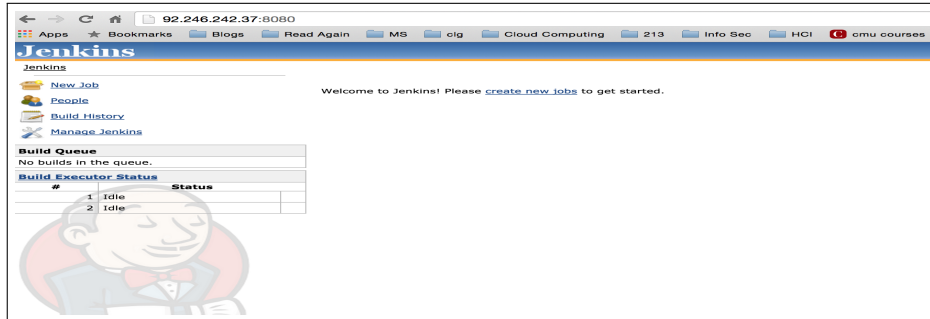 92.246.242.37:8080
Apps Bookmarks Blogs Read Again MS clg Cloud Computing 213 Info Sec HCI C cmu courses
Jenkins
Jenkins
New Job
People
Build History
Manage Jenkins
Welcome to Jenkins! Please create new jobs to get started.
Build Queue
No builds in the queue.
Build Executor Status
# Status
1 Idle
2 Idle